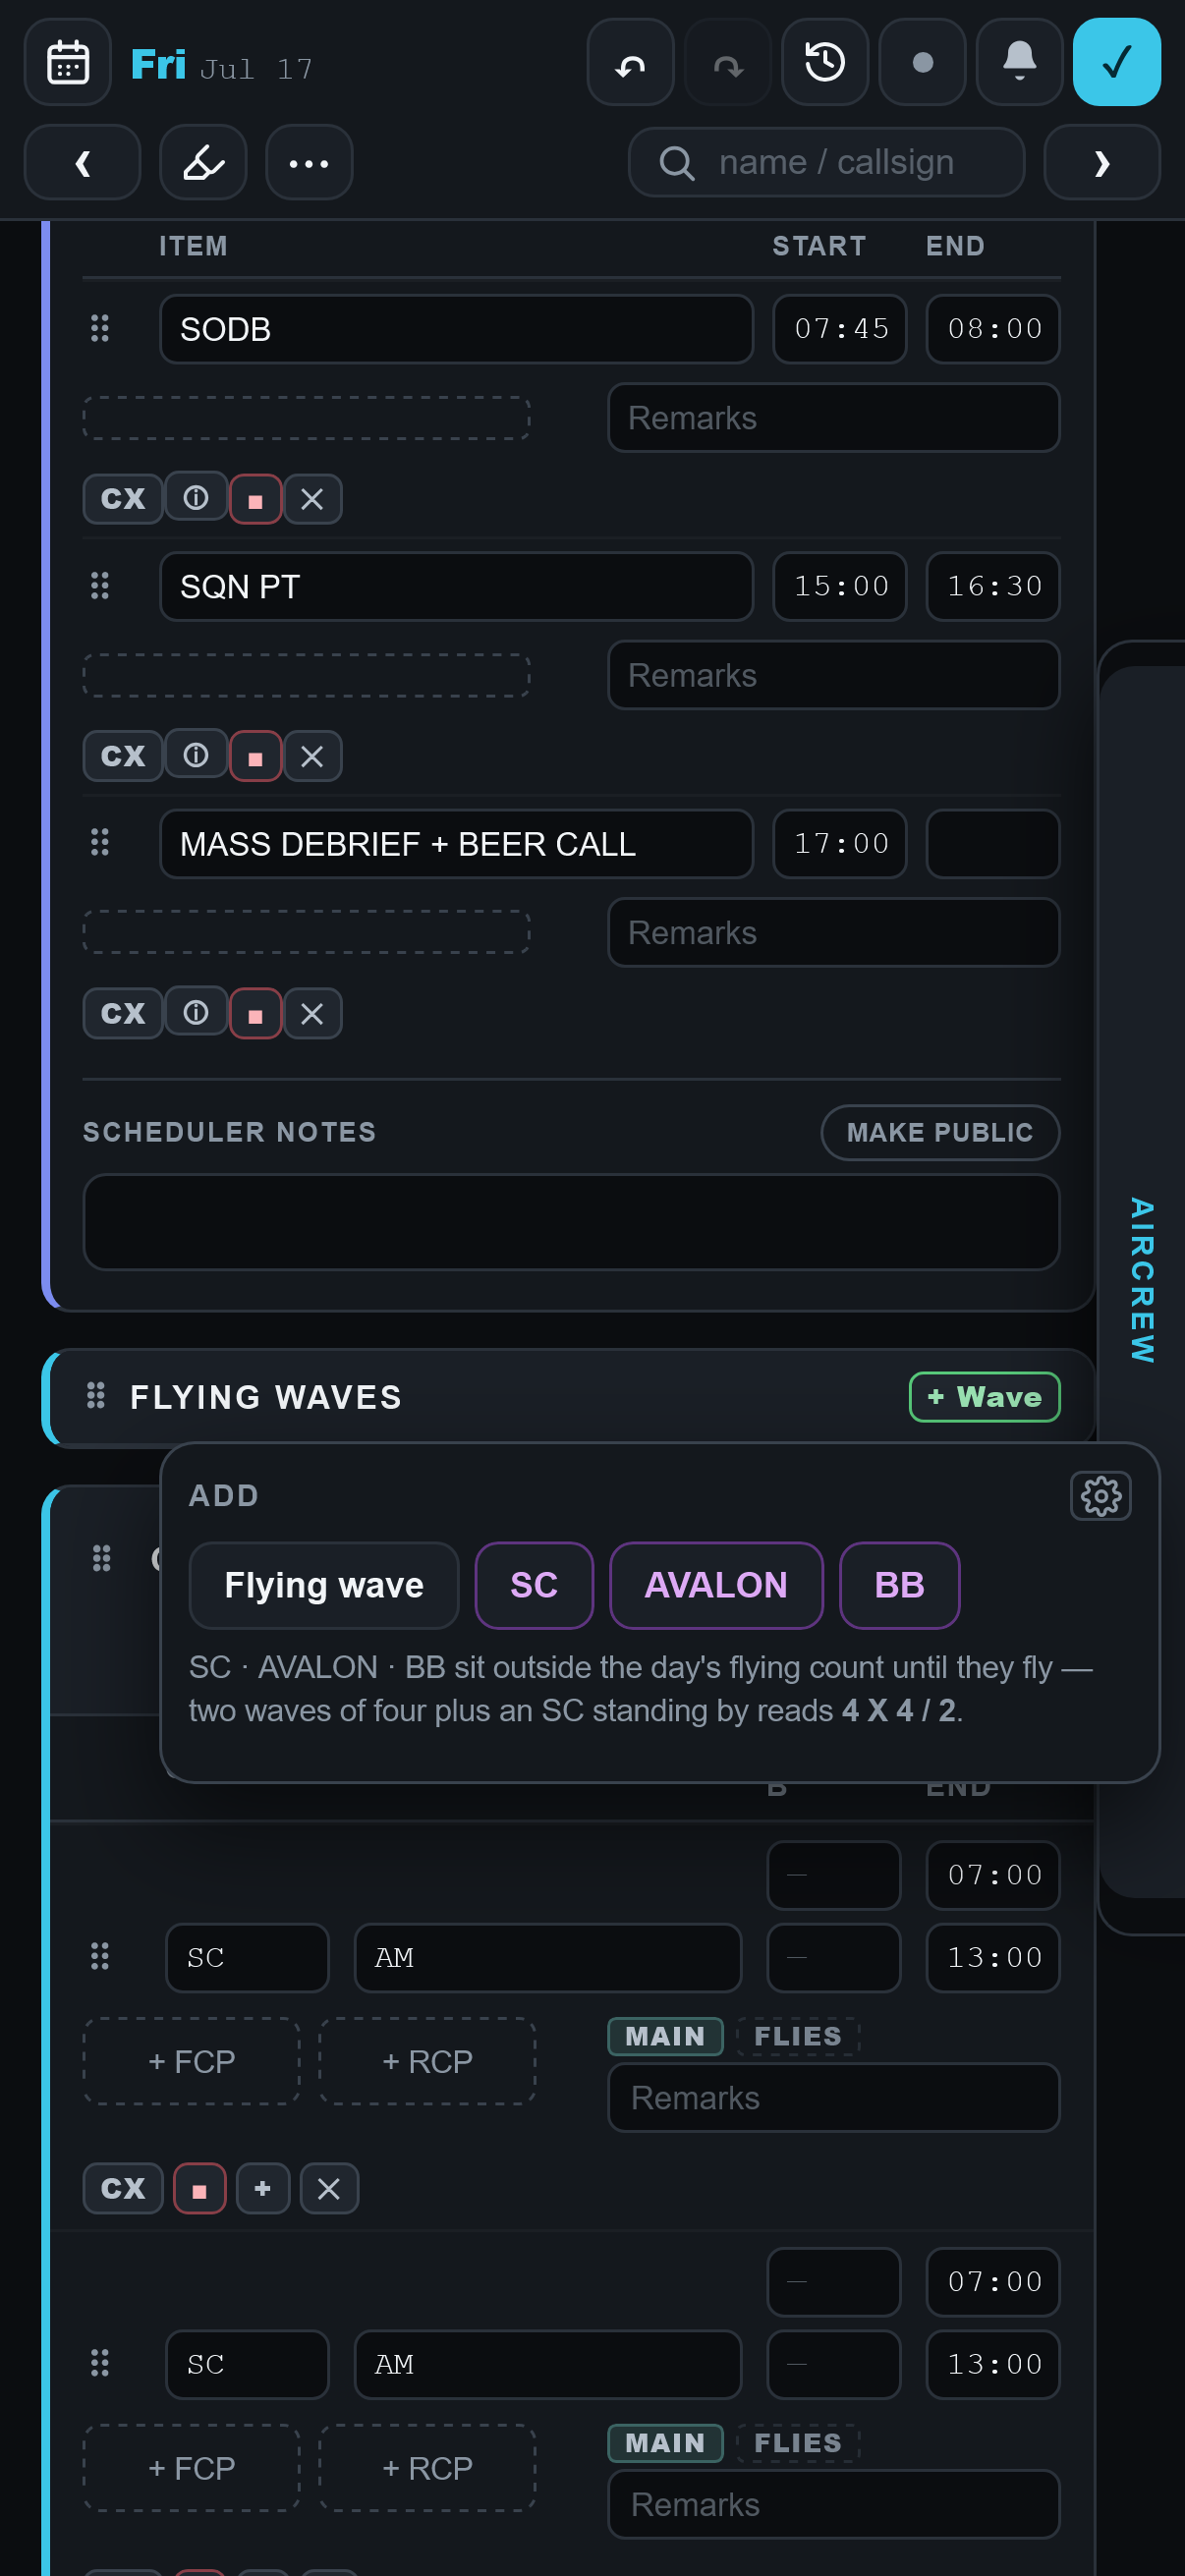 Fri Jul 17
name / callsign
ITEM START END
SODB 07:45 08:00
Remarks
CX
SQN PT 15:00 16:30
Remarks
CX
MASS DEBRIEF + BEER CALL 17:00
Remarks
CX
SCHEDULER NOTES MAKE PUBLIC
AIRCREW
FLYING WAVES + Wave
ADD
Flying wave SC AVALON BB
SC · AVALON · BB sit outside the day's flying count until they fly —
two waves of four plus an SC standing by reads 4 X 4 / 2.
B END
— 07:00
SC AM — 13:00
+ FCP + RCP MAIN FLIES
Remarks
CX +
— 07:00
SC AM — 13:00
+ FCP + RCP MAIN FLIES
Remarks